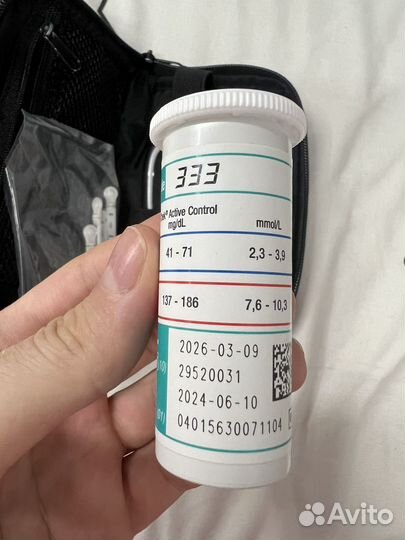 333
Active Control
mg/dL mmol/L
41 - 71 2,3 - 3,9
137 - 186 7,6 - 10,3
2026-03-09
29520031
2024-06-10
04015630071104
Avito